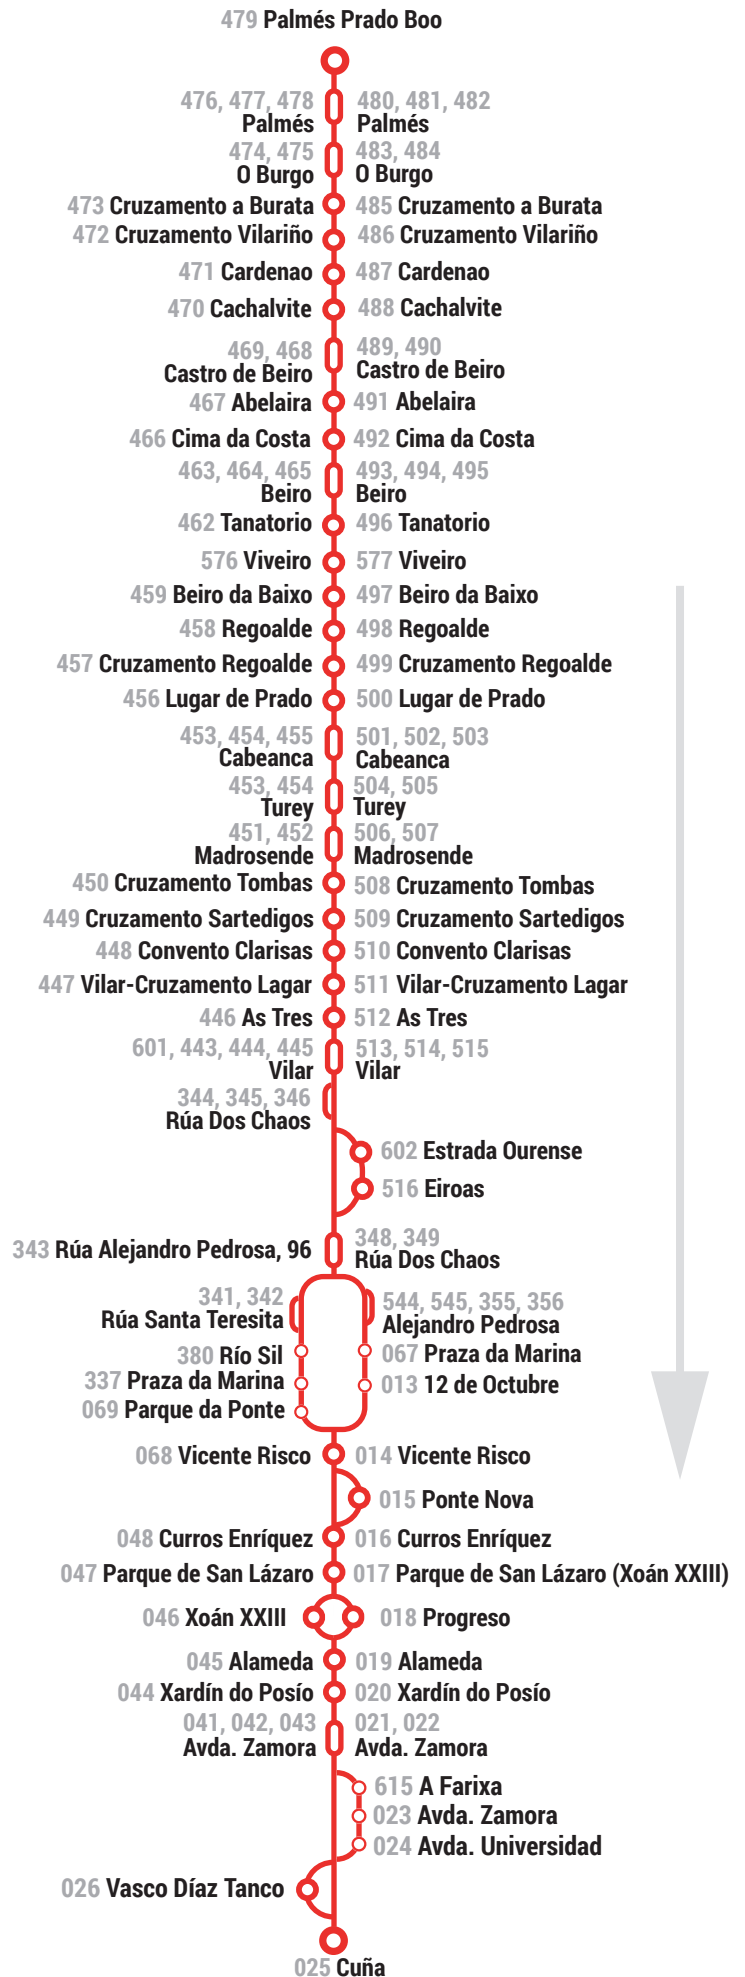 479 Palmés Prado Boo
476, 477, 478
Palmés
480, 481, 482
Palmés
474, 475
O Burgo
483, 484
O Burgo
473 Cruzamento a Burata
485 Cruzamento a Burata
472 Cruzamento Vilariño
486 Cruzamento Vilariño
471 Cardenao
487 Cardenao
470 Cachalvite
488 Cachalvite
469, 468
Castro de Beiro
489, 490
Castro de Beiro
467 Abelaira
491 Abelaira
466 Cima da Costa
492 Cima da Costa
463, 464, 465
Beiro
493, 494, 495
Beiro
462 Tanatorio
496 Tanatorio
576 Viveiro
577 Viveiro
459 Beiro da Baixo
497 Beiro da Baixo
458 Regoalde
498 Regoalde
457 Cruzamento Regoalde
499 Cruzamento Regoalde
456 Lugar de Prado
500 Lugar de Prado
453, 454, 455
Cabeanca
501, 502, 503
Cabeanca
453, 454
Turey
504, 505
Turey
451, 452
Madrosende
506, 507
Madrosende
450 Cruzamento Tombas
508 Cruzamento Tombas
449 Cruzamento Sartedigos
509 Cruzamento Sartedigos
448 Convento Clarisas
510 Convento Clarisas
447 Vilar-Cruzamento Lagar
511 Vilar-Cruzamento Lagar
446 As Tres
512 As Tres
601, 443, 444, 445
Vilar
513, 514, 515
Vilar
344, 345, 346
Rúa Dos Chaos
602 Estrada Ourense
516 Eiroas
343 Rúa Alejandro Pedrosa, 96
348, 349
Rúa Dos Chaos
341, 342
Rúa Santa Teresita
544, 545, 355, 356
Alejandro Pedrosa
380 Río Sil
067 Praza da Marina
337 Praza da Marina
013 12 de Octubre
069 Parque da Ponte
068 Vicente Risco
014 Vicente Risco
015 Ponte Nova
048 Curros Enríquez
016 Curros Enríquez
047 Parque de San Lázaro
017 Parque de San Lázaro (Xoán XXIII)
046 Xoán XXIII
018 Progreso
045 Alameda
019 Alameda
044 Xardín do Posío
020 Xardín do Posío
041, 042, 043
Avda. Zamora
021, 022
Avda. Zamora
615 A Farixa
023 Avda. Zamora
024 Avda. Universidad
026 Vasco Díaz Tanco
025 Cuña